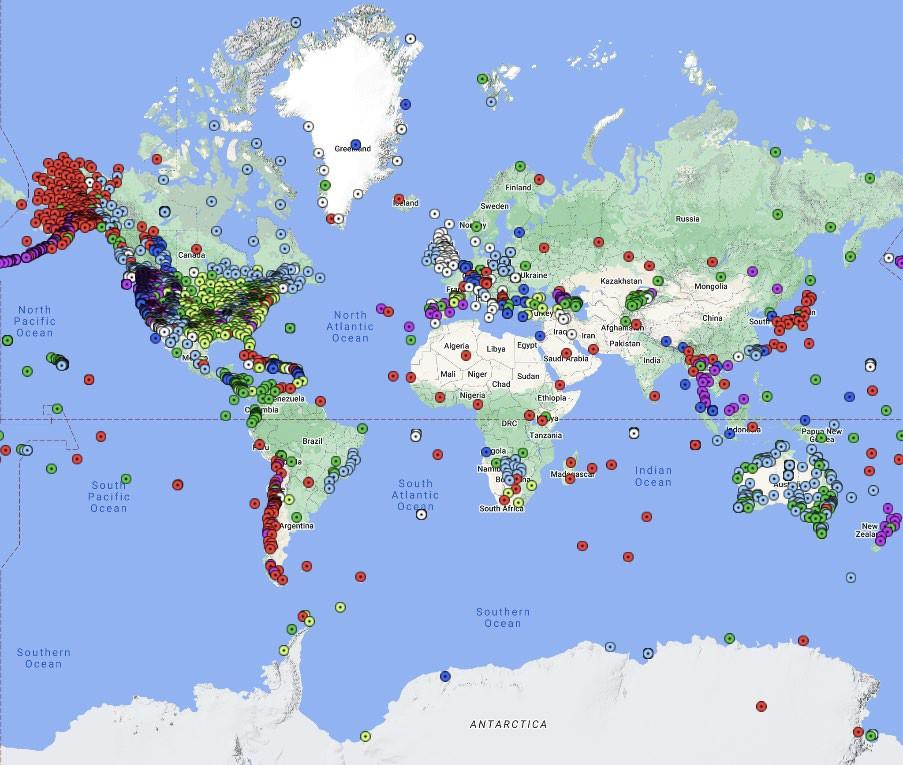 Greenland
Iceland
Finland
Sweden
Russia
Canada
Ukraine
Kazakhstan
Mongolia
North
Pacific
Ocean
North
Atlantic
Ocean
China
Iraq
Iran
Afghanistan
Pakistan
Algeria
Libya
Egypt
Saudi Arabia
India
Mali
Niger
Chad
Sudan
Nigeria
Ethiopia
Venezuela
Colombia
DRC
Kenya
Tanzania
Indonesia
Papua New
Guinea
Brazil
Angola
Namibia
Botswana
Madagascar
Indian
Ocean
South
Pacific
Ocean
South
Atlantic
Ocean
South Africa
Argentina
New
Zealand
Southern
Ocean
Southern
Ocean
ANTARCTICA